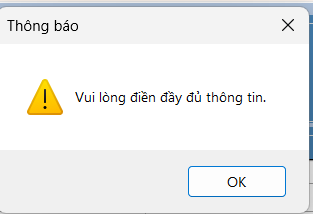 Thông báo
Vui lòng điền đầy đủ thông tin.
OK